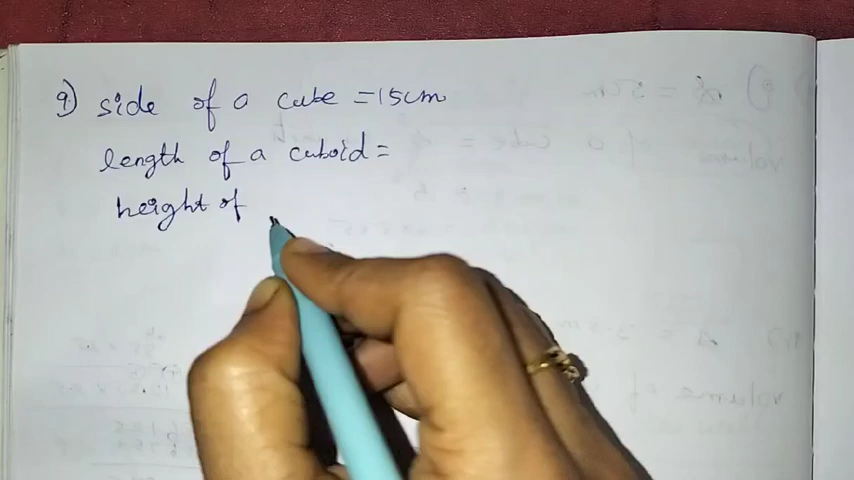 9) side of a cube = 15cm
length of a cuboid =
height of